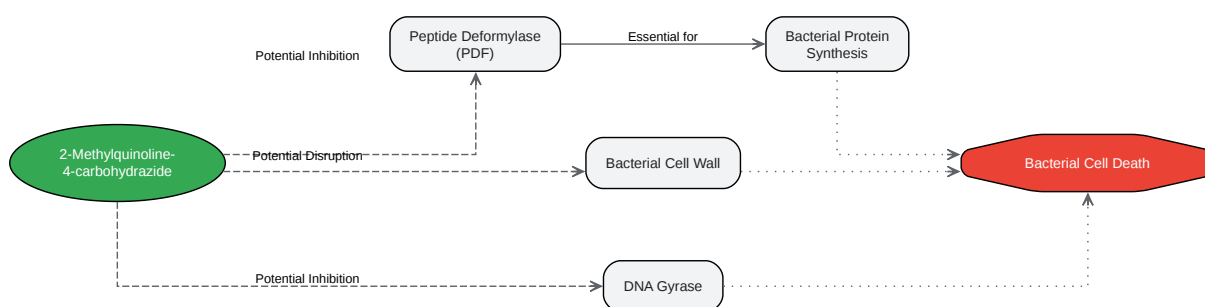 Peptide Deformylase
(PDF)
Essential for
Bacterial Protein
Synthesis
Potential Inhibition
2-Methylquinoline-
4-carbohydrazide
Potential Disruption
Bacterial Cell Wall
Bacterial Cell Death
Potential Inhibition
DNA Gyrase